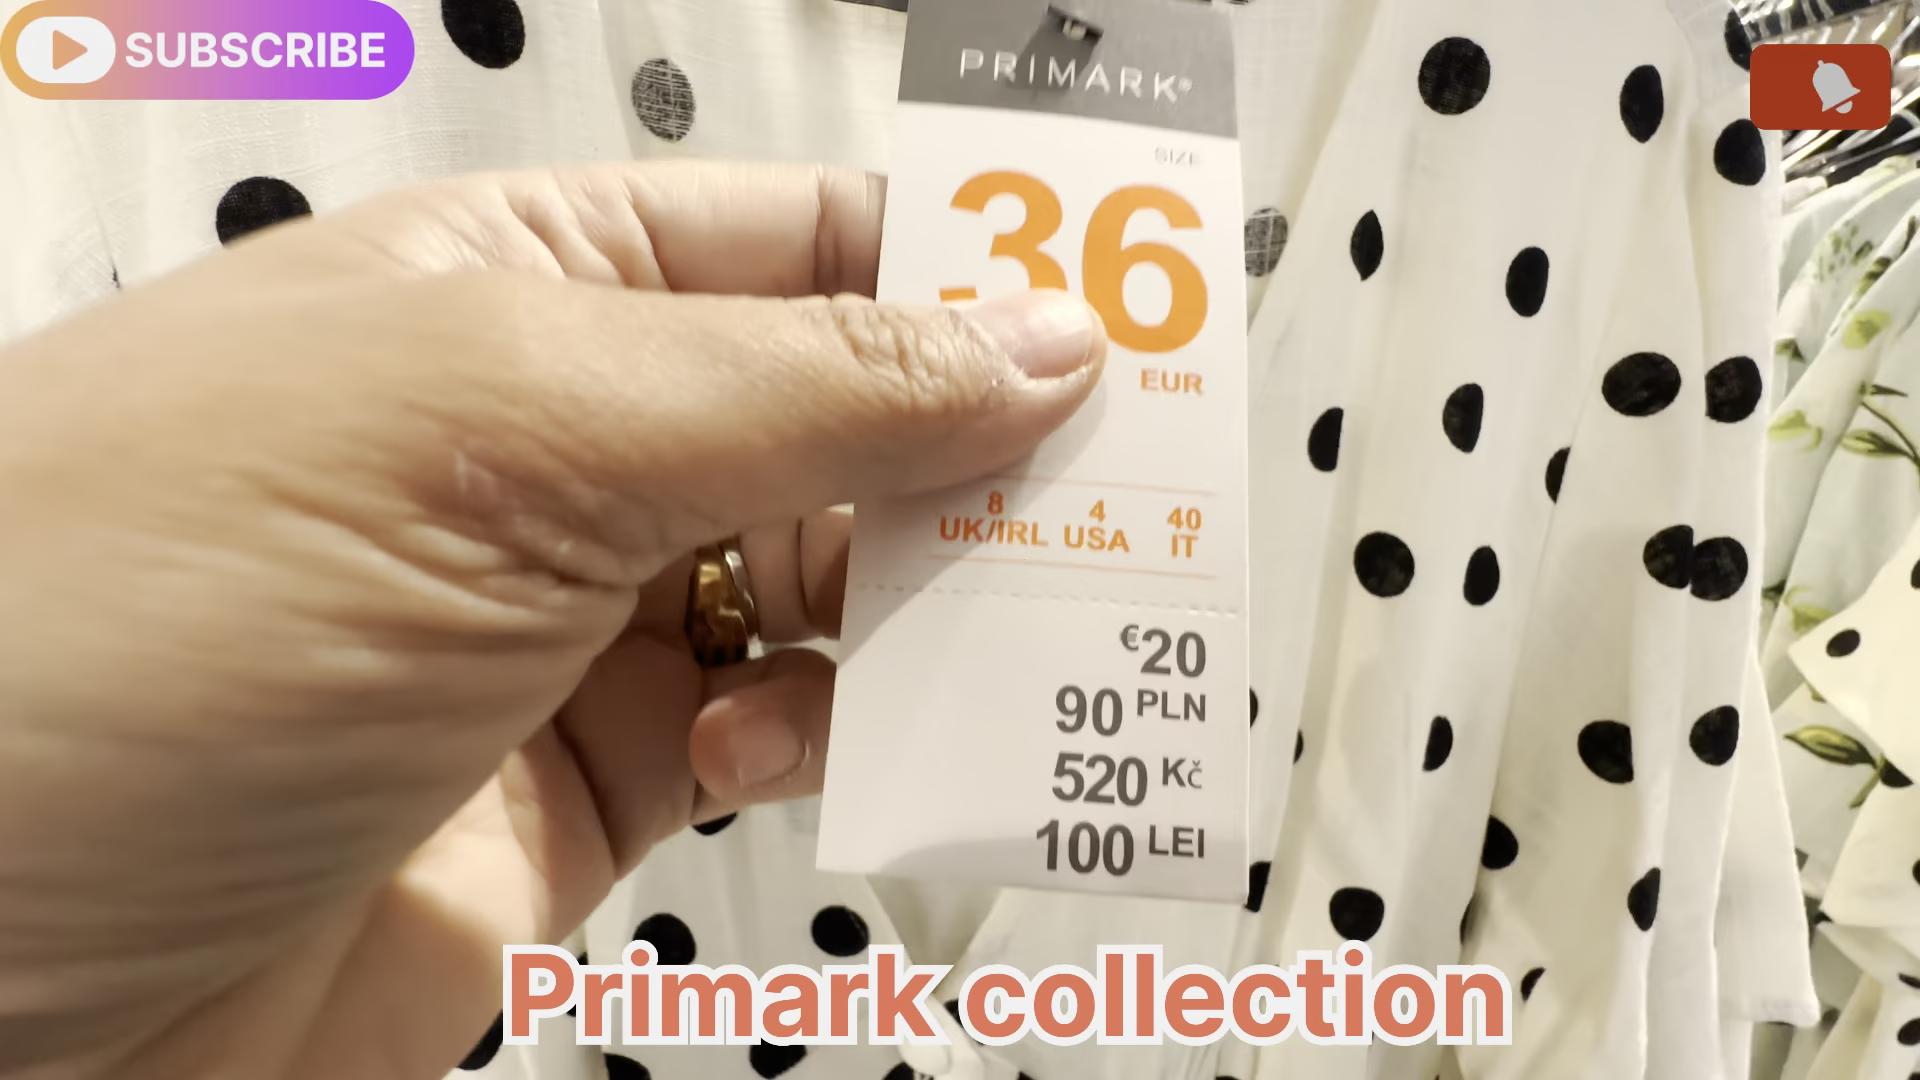 SUBSCRIBE
PRIMARK®
SIZE
36
EUR
8 4 40
UK/IRL USA IT
€20
90 PLN
520 Kč
100 LEI
Primark collection